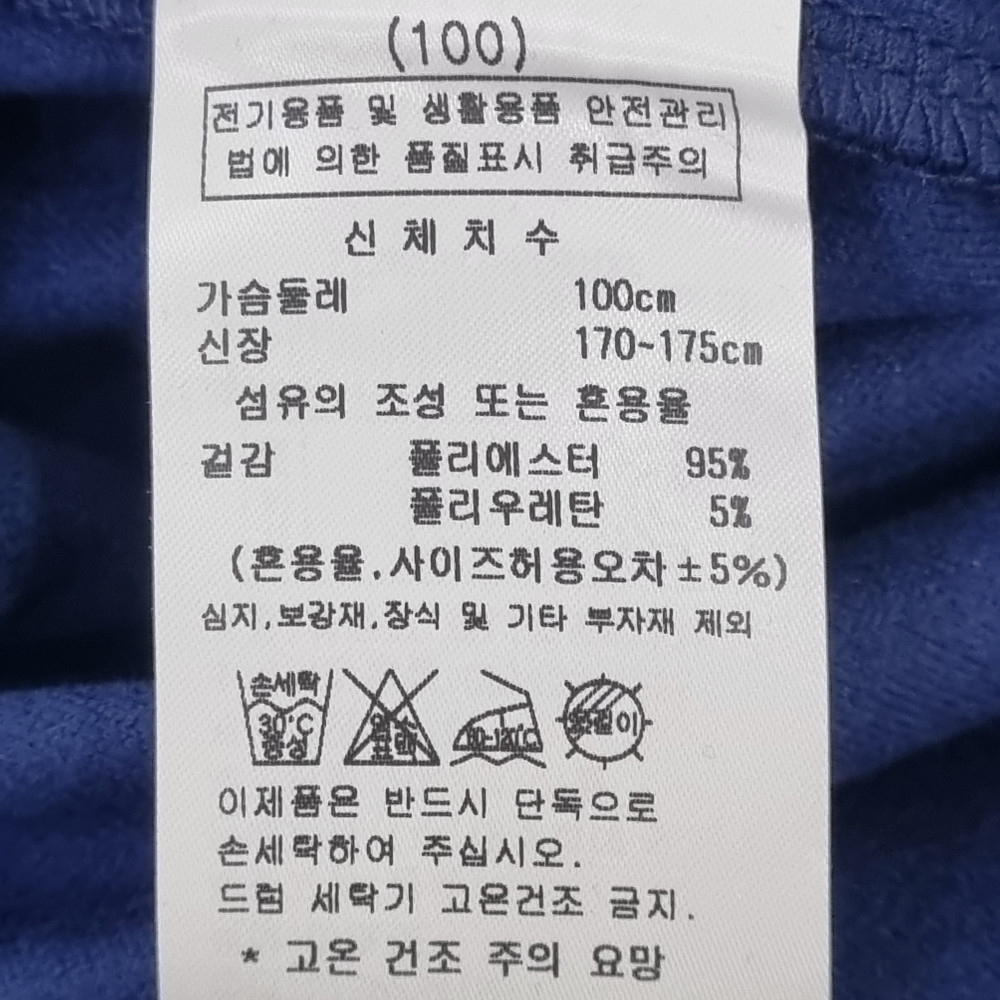 (100)
전기용품 및 생활용품 안전관리
법에 의한 품질표시 취급주의
신 체 치 수
가슴둘레 100cm
신장 170~175cm
섬유의 조성 또는 혼용율
겉감 폴리에스터 95%
폴리우레탄 5%
(혼용율.사이즈허용오차±5%)
심지,보강재,장식 및 기타 부자재 제외
손세탁
30℃
중성
표백
옷걸이
이제품은 반드시 단독으로
손세탁하여 주십시오.
드럼 세탁기 고온건조 금지.
* 고온 건조 주의 요망